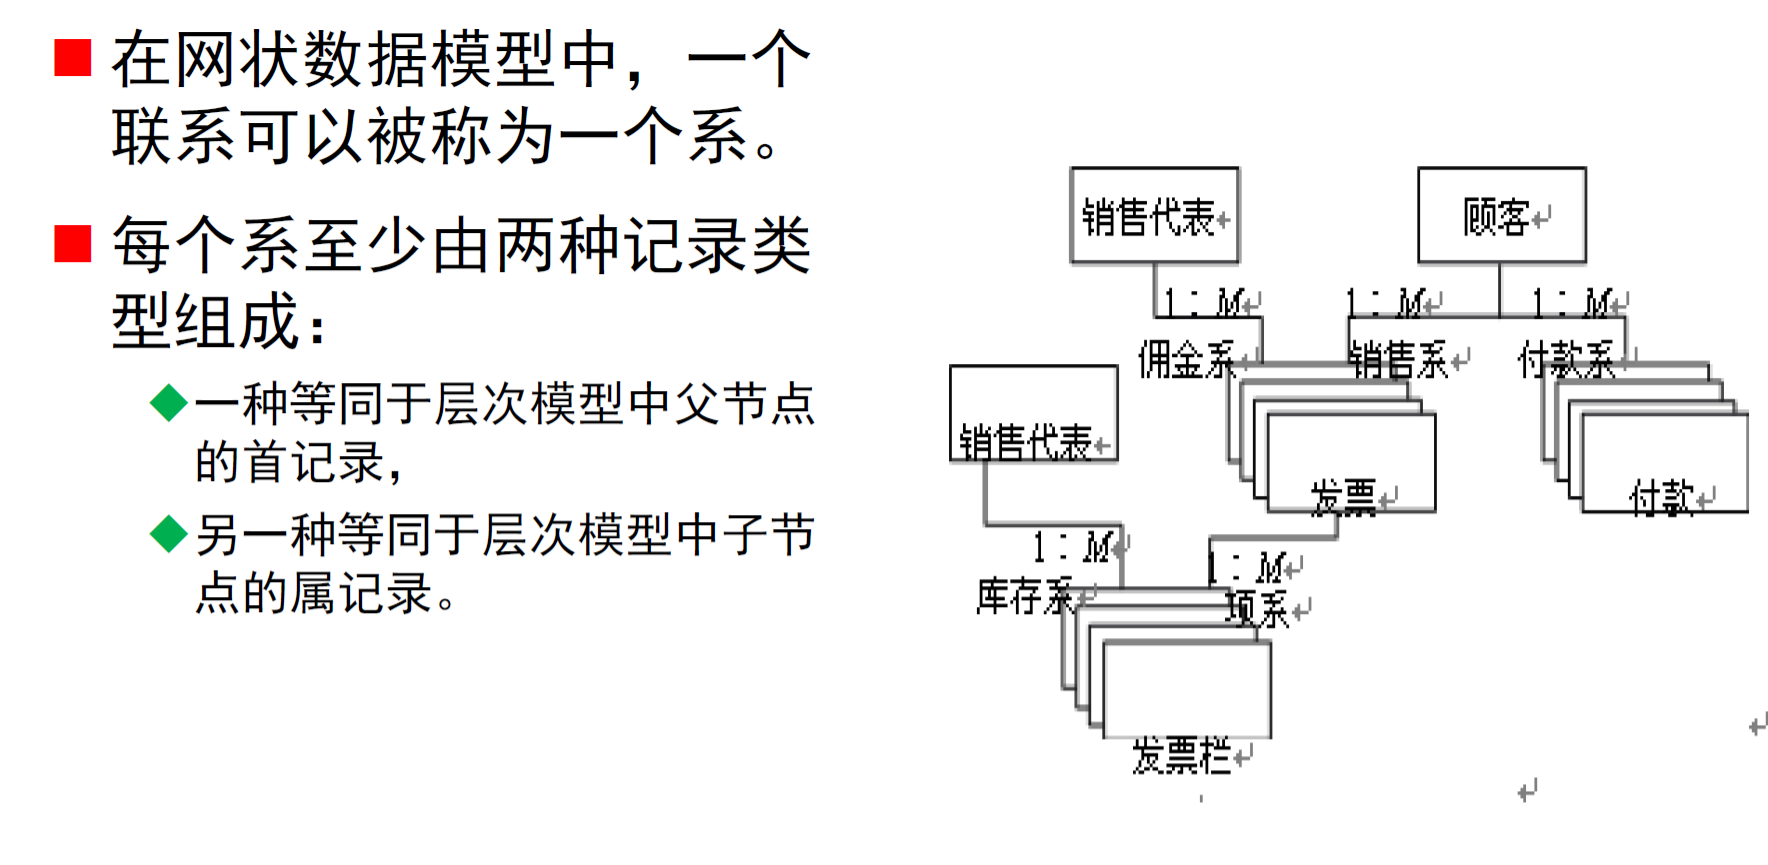 在网状数据模型中，一个
联系可以被称为一个系。
每个系至少由两种记录类
型组成：
一种等同于层次模型中父节点
的首记录，
另一种等同于层次模型中子节
点的属记录。
销售代表
顾客
1：M
1：M
1：M
佣金系
销售系
付款系
销售代表
发票
付款
1：M
1：M
库存系
项系
发票栏